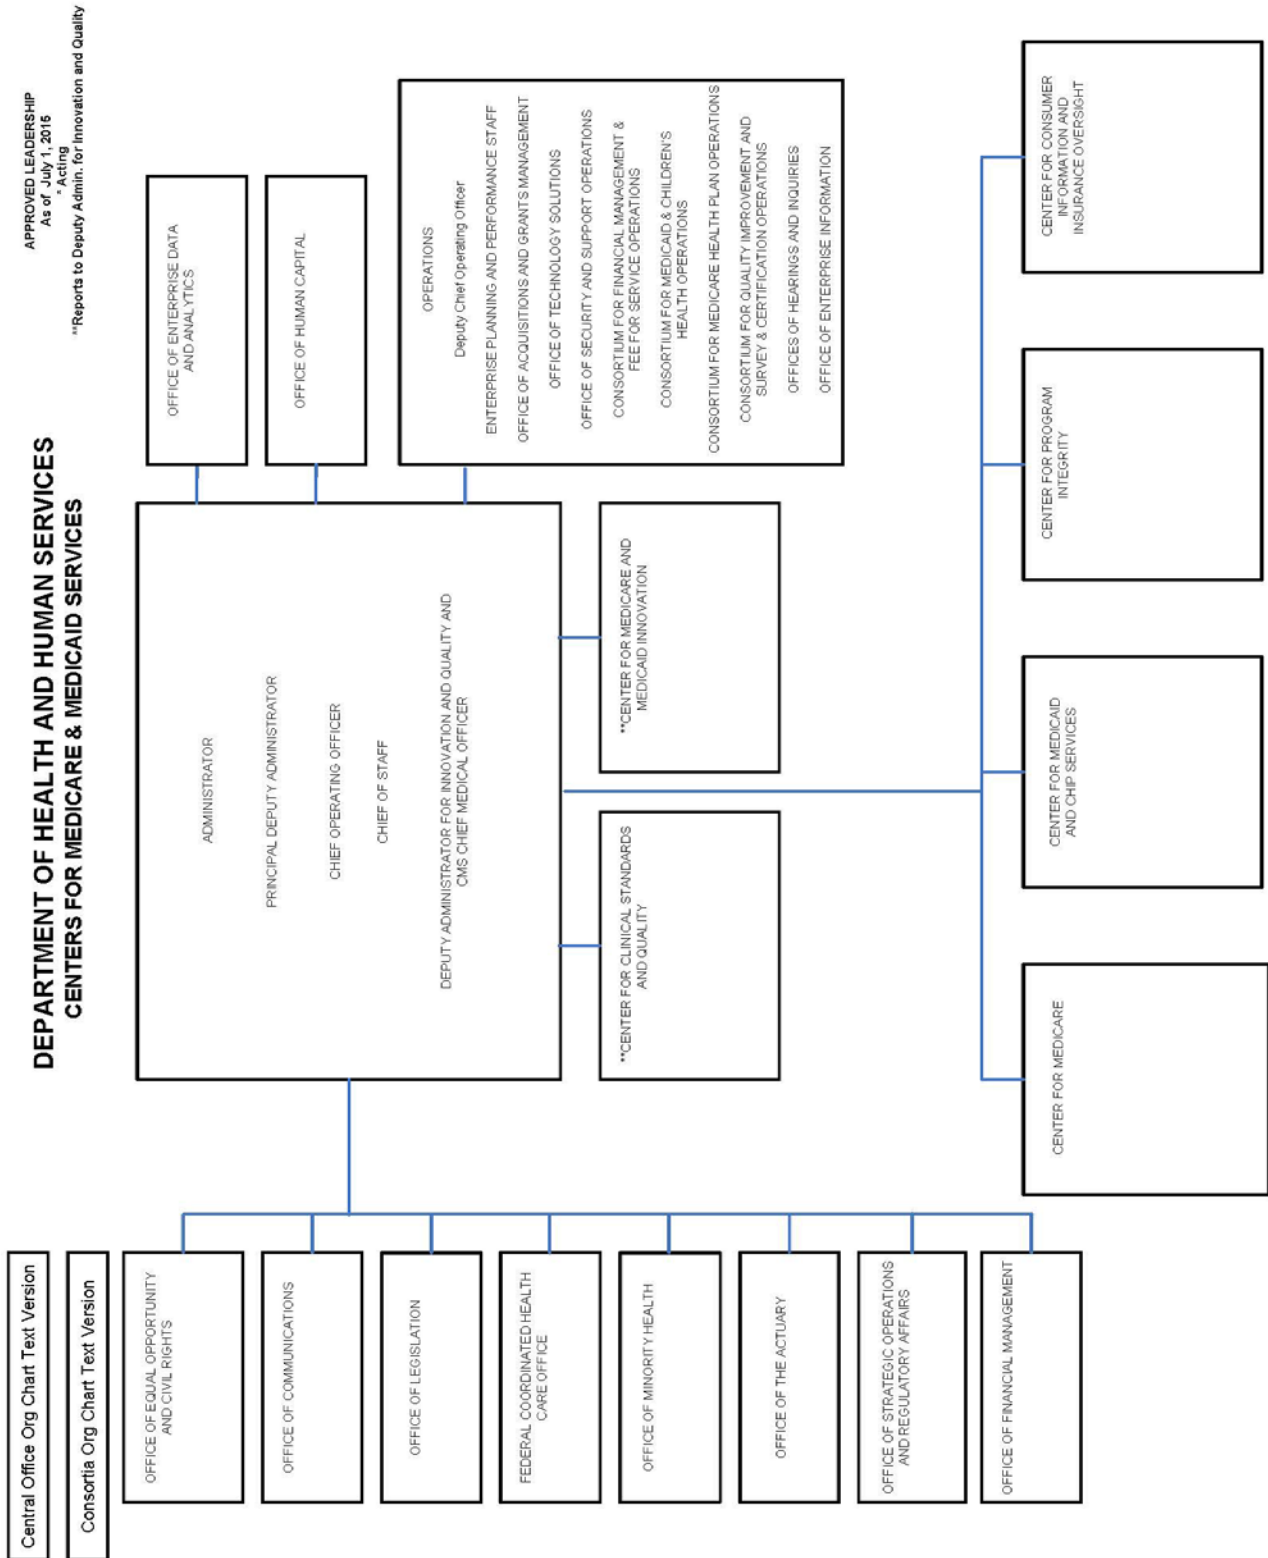 Central Office Org Chart Text Version
Consortia Org Chart Text Version
DEPARTMENT OF HEALTH AND HUMAN SERVICES
CENTERS FOR MEDICARE & MEDICAID SERVICES
APPROVED LEADERSHIP
As of July 1, 2016
* Acting
**Reports to Deputy Admin. for Innovation and Quality
OFFICE OF EQUAL OPPORTUNITY
AND CIVIL RIGHTS
OFFICE OF COMMUNICATIONS
OFFICE OF LEGISLATION
FEDERAL COORDINATED HEALTH
CARE OFFICE
OFFICE OF MINORITY HEALTH
OFFICE OF THE ACTUARY
OFFICE OF STRATEGIC OPERATIONS
AND REGULATORY AFFAIRS
OFFICE OF FINANCIAL MANAGEMENT
ADMINISTRATOR
PRINCIPAL DEPUTY ADMINISTRATOR
CHIEF OPERATING OFFICER
CHIEF OF STAFF
DEPUTY ADMINISTRATOR FOR INNOVATION AND QUALITY AND
CMS CHIEF MEDICAL OFFICER
OFFICE OF ENTERPRISE DATA
AND ANALYTICS
OFFICE OF HUMAN CAPITAL
OPERATIONS
Deputy Chief Operating Officer
ENTERPRISE PLANNING AND PERFORMANCE STAFF
OFFICE OF ACQUISITIONS AND GRANTS MANAGEMENT
OFFICE OF TECHNOLOGY SOLUTIONS
OFFICE OF SECURITY AND SUPPORT OPERATIONS
CONSORTIUM FOR FINANCIAL MANAGEMENT &
FEE FOR SERVICE OPERATIONS
CONSORTIUM FOR MEDICAID & CHILDREN'S
HEALTH OPERATIONS
CONSORTIUM FOR MEDICARE HEALTH PLAN OPERATIONS
CONSORTIUM FOR QUALITY IMPROVEMENT AND
SURVEY & CERTIFICATION OPERATIONS
OFFICES OF HEARINGS AND INQUIRIES
OFFICE OF ENTERPRISE INFORMATION
**CENTER FOR CLINICAL STANDARDS
AND QUALITY
**CENTER FOR MEDICARE AND
MEDICAID INNOVATION
CENTER FOR MEDICARE
CENTER FOR MEDICAID
AND CHIP SERVICES
CENTER FOR PROGRAM
INTEGRITY
CENTER FOR CONSUMER
INFORMATION AND
INSURANCE OVERSIGHT